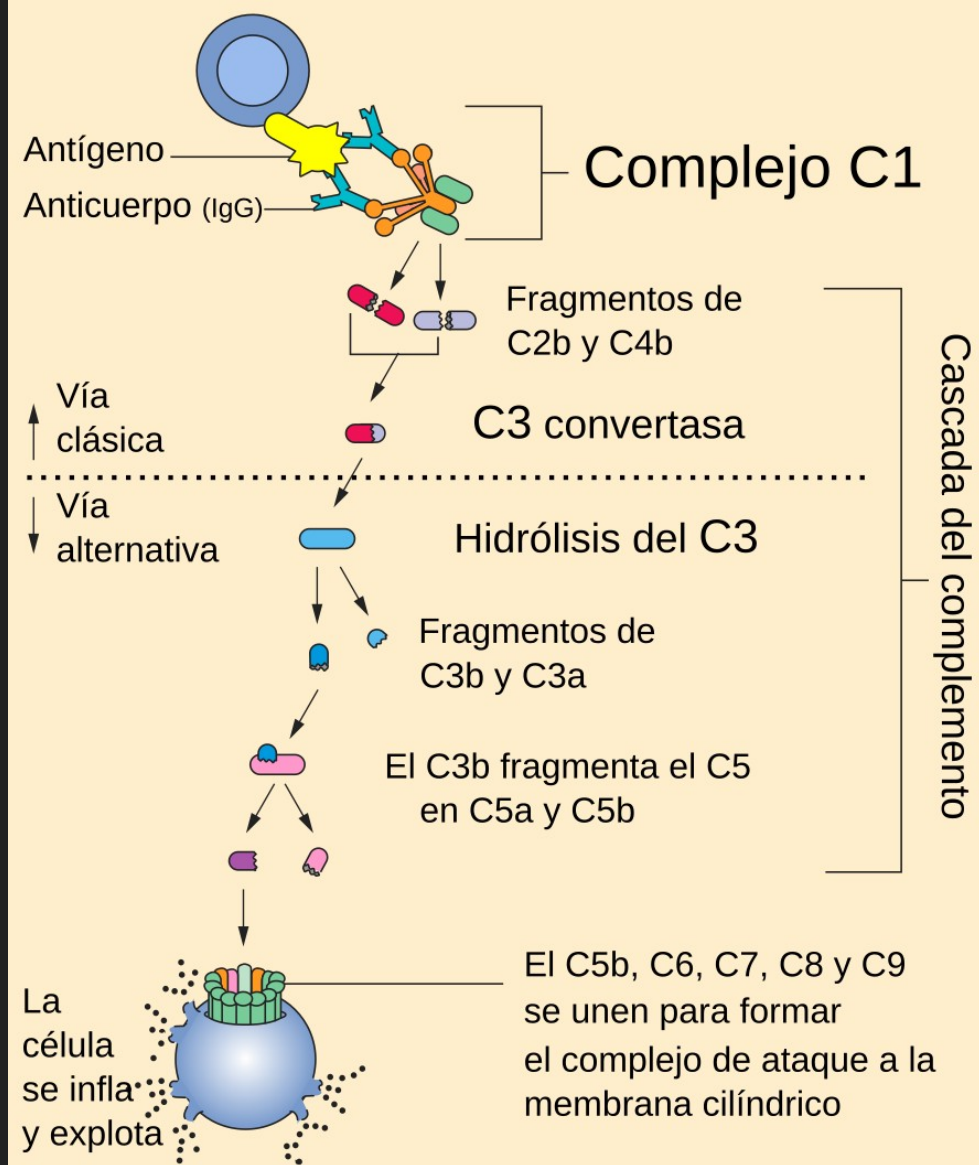 Antígeno
Anticuerpo (IgG)
Complejo C1
Fragmentos de
C2b y C4b
Vía
clásica
C3 convertasa
Vía
alternativa
Hidrólisis del C3
Fragmentos de
C3b y C3a
El C3b fragmenta el C5
en C5a y C5b
Cascada del complemento
La
célula
se infla
y explota
El C5b, C6, C7, C8 y C9
se unen para formar
el complejo de ataque a la
membrana cilíndrico